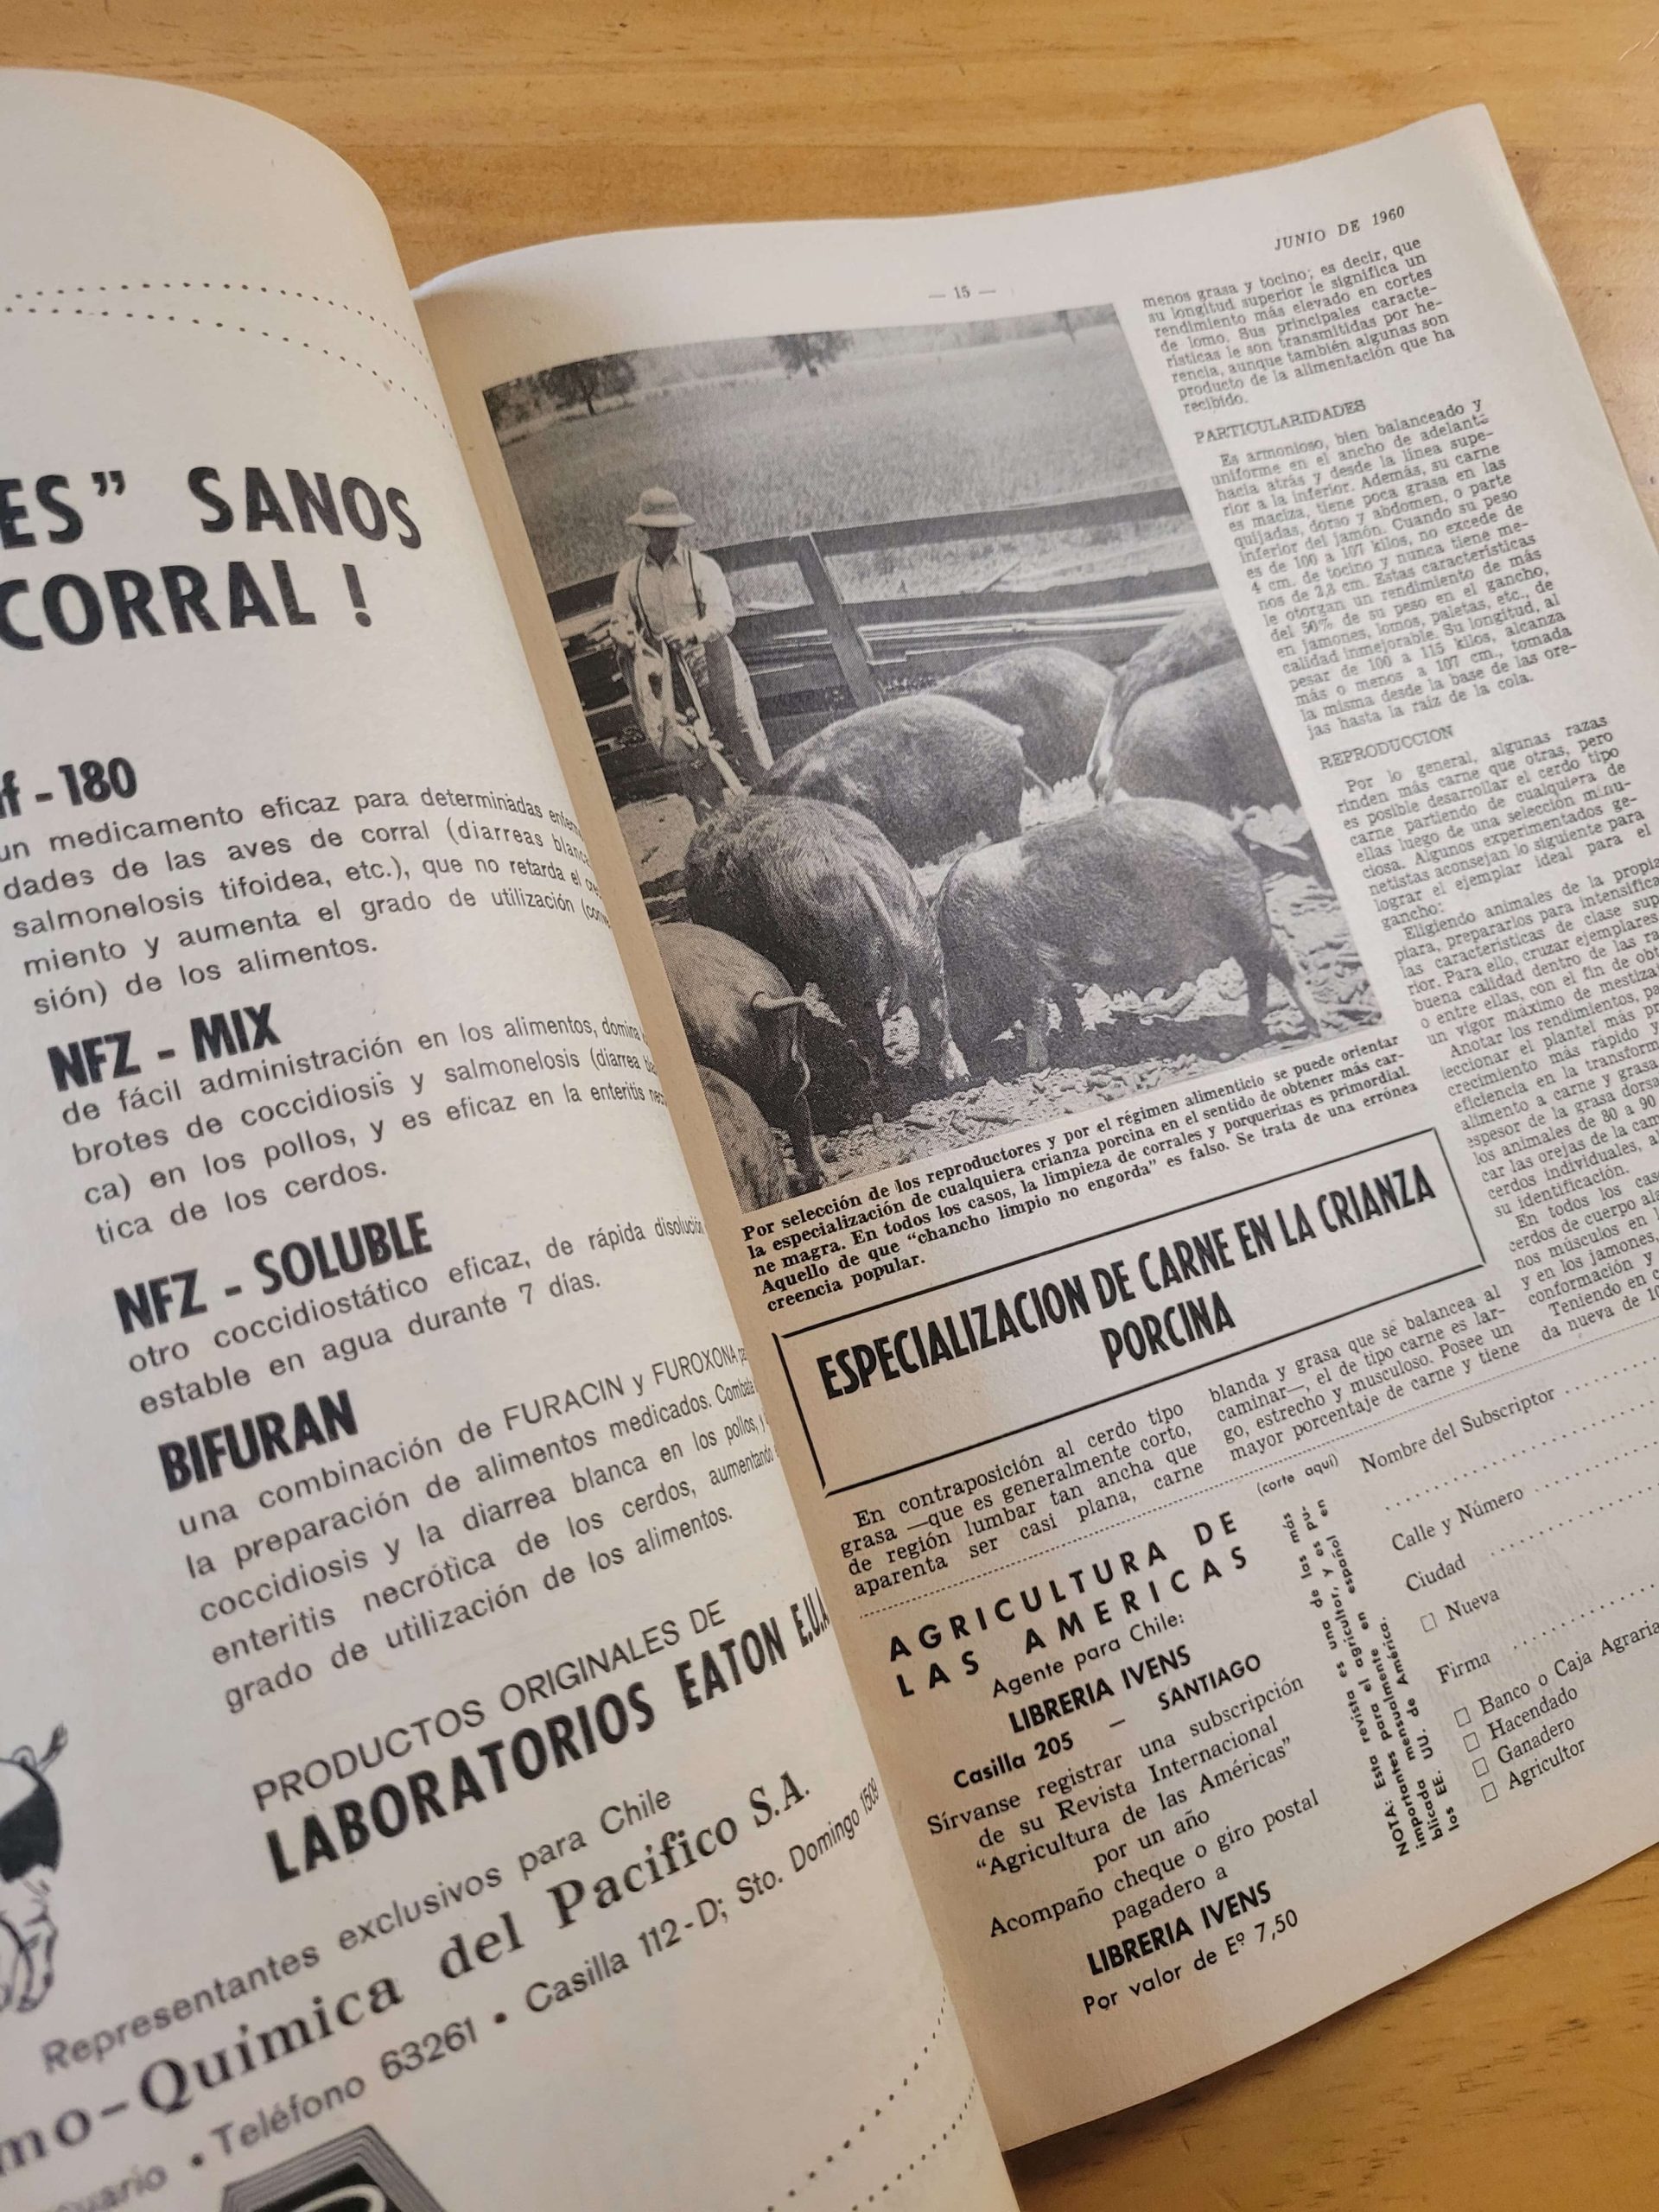 ES” SANOS
CORRAL !
f - 180
un medicamento eficaz para determinadas
dades de las aves de corral (diarreas
salmonelosis tifoidea, etc.), que no retarda el
miento y aumenta el grado de utilización
sión) de los alimentos.
NFZ - MIX
de fácil administración en los alimentos, domina
brotes de coccidiosis y salmonelosis (diarrea
ca) en los pollos, y es eficaz en la enteritis
tica de los cerdos.
NFZ - SOLUBLE
otro coccidiostático eficaz, de rápida disolución
estable en agua durante 7 días.
BIFURAN
una combinación de FURACIN y FUROXONA
la preparación de alimentos medicados. Combate
coccidiosis y la diarrea blanca en los pollos, y
enteritis necrótica de los cerdos, aumentando
grado de utilización de los alimentos.
PRODUCTOS ORIGINALES DE
LABORATORIOS EATON E.U.A
Representantes exclusivos para Chile
mo-Química del Pacífico S.A.
cuario • Teléfono 63261 • Casilla 112-D; Sto. Domingo 1509
— 15 —
JUNIO DE 1960
Por selección de los reproductores y por el régimen alimenticio se puede orientar
la especialización de cualquiera crianza porcina en el sentido de obtener más car-
ne magra. En todos los casos, la limpieza de corrales y porquerizas es primordial.
Aquello de que “chancho limpio no engorda” es falso. Se trata de una errónea
creencia popular.
ESPECIALIZACION DE CARNE EN LA CRIANZA
PORCINA
En contraposición al cerdo tipo
grasa —que es generalmente corto,
de región lumbar tan ancha que
aparenta ser casi plana, carne
blanda y grasa que se balancea al
caminar—, el de tipo carne es lar-
go, estrecho y musculoso. Posee un
mayor porcentaje de carne y tiene
menos grasa y tocino; es decir, que
su longitud superior le significa un
rendimiento más elevado en cortes
de lomo. Sus principales caracte-
rísticas le son transmitidas por he-
rencia, aunque también algunas son
producto de la alimentación que ha
recibido.
PARTICULARIDADES
Es armonioso, bien balanceado y
uniforme en el ancho de adelante
hacia atrás y desde la línea supe-
rior a la inferior. Además, su carne
es maciza, tiene poca grasa en las
quijadas, dorso y abdomen, o parte
inferior del jamón. Cuando su peso
es de 100 a 107 kilos, no excede de
4 cm. de tocino y nunca tiene me-
nos de 2,8 cm. Estas características
le otorgan un rendimiento de más
del 50% de su peso en el gancho,
en jamones, lomos, paletas, etc., de
calidad inmejorable. Su longitud, al
pesar de 100 a 115 kilos, alcanza
más o menos a 107 cm., tomada
la misma desde la base de las ore-
jas hasta la raíz de la cola.
REPRODUCCION
Por lo general, algunas razas
rinden más carne que otras, pero
es posible desarrollar el cerdo tipo
carne partiendo de cualquiera de
ellas luego de una selección minu-
ciosa. Algunos experimentados ge-
netistas aconsejan lo siguiente para
lograr el ejemplar ideal para el
gancho:
Eligiendo animales de la propia
piara, prepararlos para intensifica
las características de clase sup
rior. Para ello, cruzar ejemplares
buena calidad dentro de las ra
o entre ellas, con el fin de obt
un vigor máximo de mestiza
Anotar los rendimientos, pa
leccionar el plantel más pr
crecimiento más rápido y
eficiencia en la transform
alimento a carne y grasa
espesor de la grasa dorsa
los animales de 80 a 90
car las orejas de la cam
cerdos individuales, a
su identificación.
En todos los cas
cerdos de cuerpo ala
nos músculos en l
y en los jamones,
conformación y
Teniendo en c
da nueva de 10
(corte aquí)
AGRICULTURA DE
LAS AMERICAS
Agente para Chile:
LIBRERIA IVENS
Casilla 205 — SANTIAGO
Sírvanse registrar una subscripción
de su Revista Internacional
“Agricultura de las Américas”
por un año
Acompaño cheque o giro postal
pagadero a
LIBRERIA IVENS
Por valor de Eº 7,50
NOTA: Esta revista es una de las más
importantes para el agricultor, y es pu-
blicada mensualmente en español en
los EE. UU. de América.
Nombre del Subscriptor
Calle y Número
Ciudad
Nueva
Firma
Banco o Caja Agraria
Hacendado
Ganadero
Agricultor